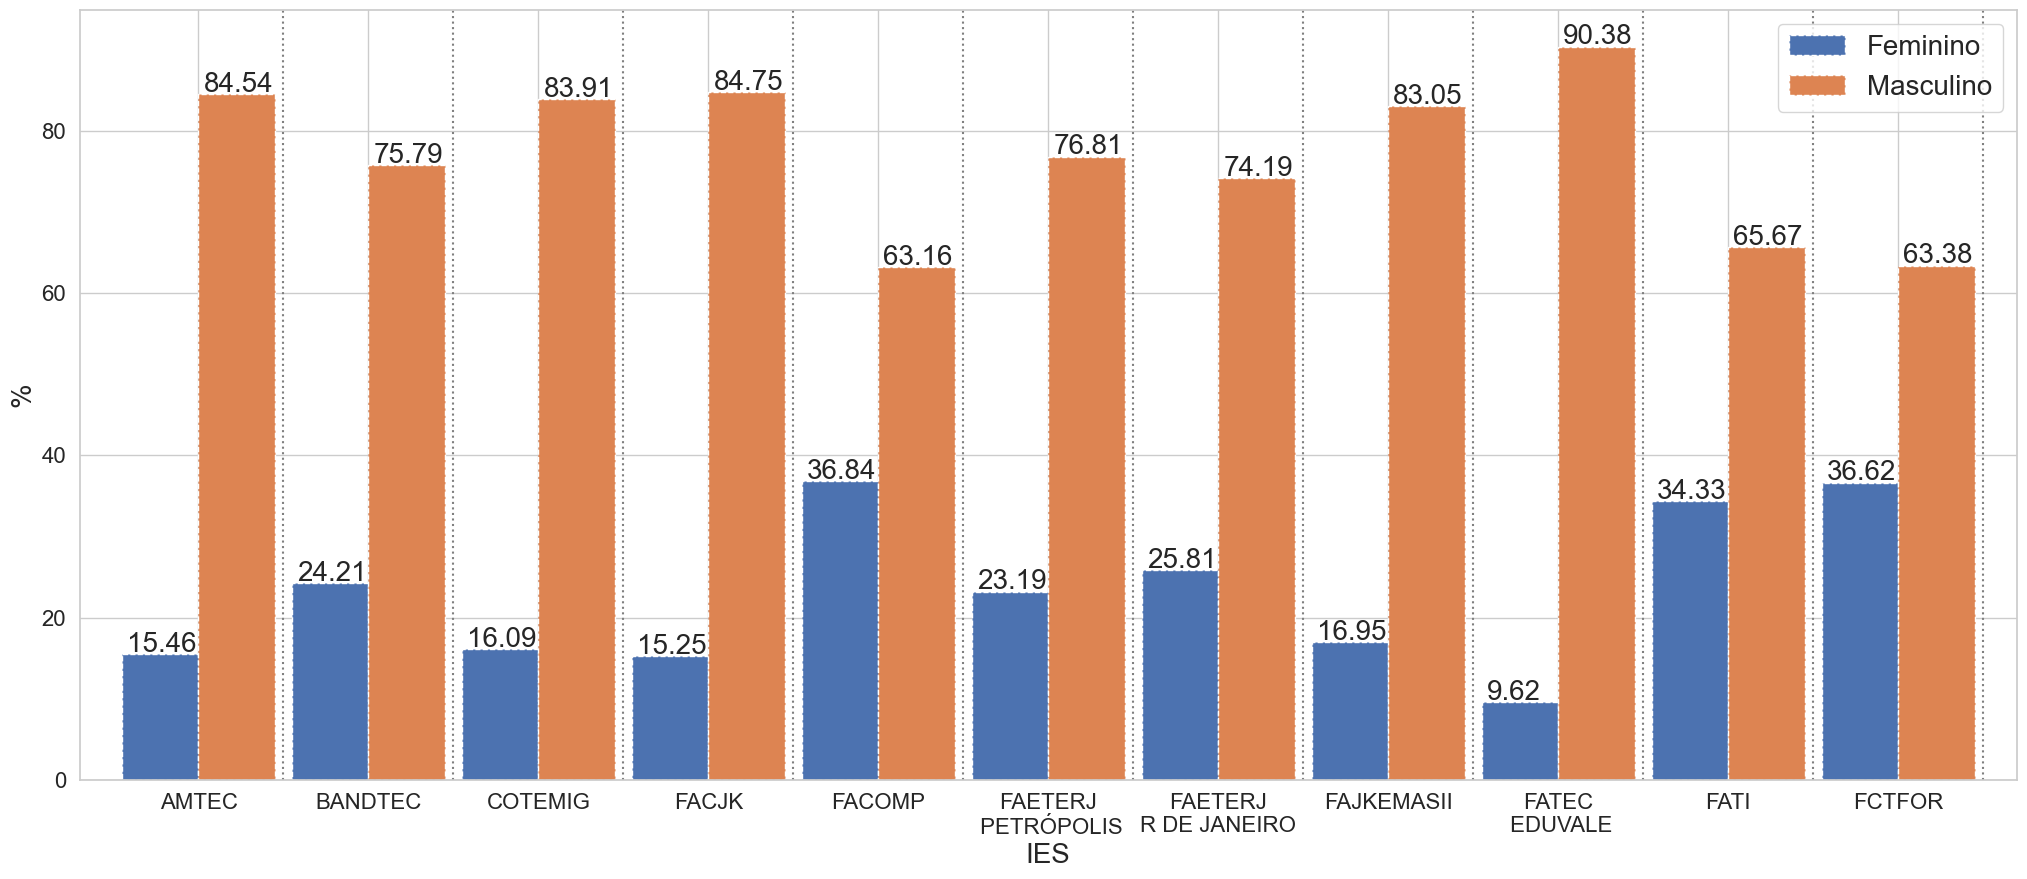 Feminino
Masculino
%
80
60
40
20
0
15.46
84.54
24.21
75.79
16.09
83.91
15.25
84.75
36.84
63.16
23.19
76.81
25.81
74.19
16.95
83.05
9.62
90.38
34.33
65.67
36.62
63.38
AMTEC
BANDTEC
COTEMIG
FACJK
FACOMP
FAETERJ
PETRÓPOLIS
FAETERJ
R DE JANEIRO
FAJKEMASII
FATEC
EDUVALE
FATI
FCTFOR
IES